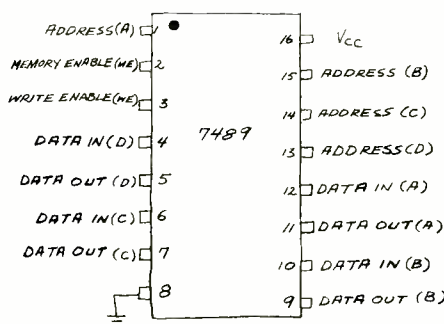 ADDRESS(A) 1
MEMORY ENABLE(ME) 2
WRITE ENABLE(WE) 3
DATA IN(D) 4
DATA OUT (D) 5
DATA IN(C) 6
DATA OUT (C) 7
8
7489
16 VCC
15 ADDRESS (B)
14 ADDRESS (C)
13 ADDRESS(D)
12 DATA IN (A)
11 DATA OUT(A)
10 DATA IN (B)
9 DATA OUT (B)